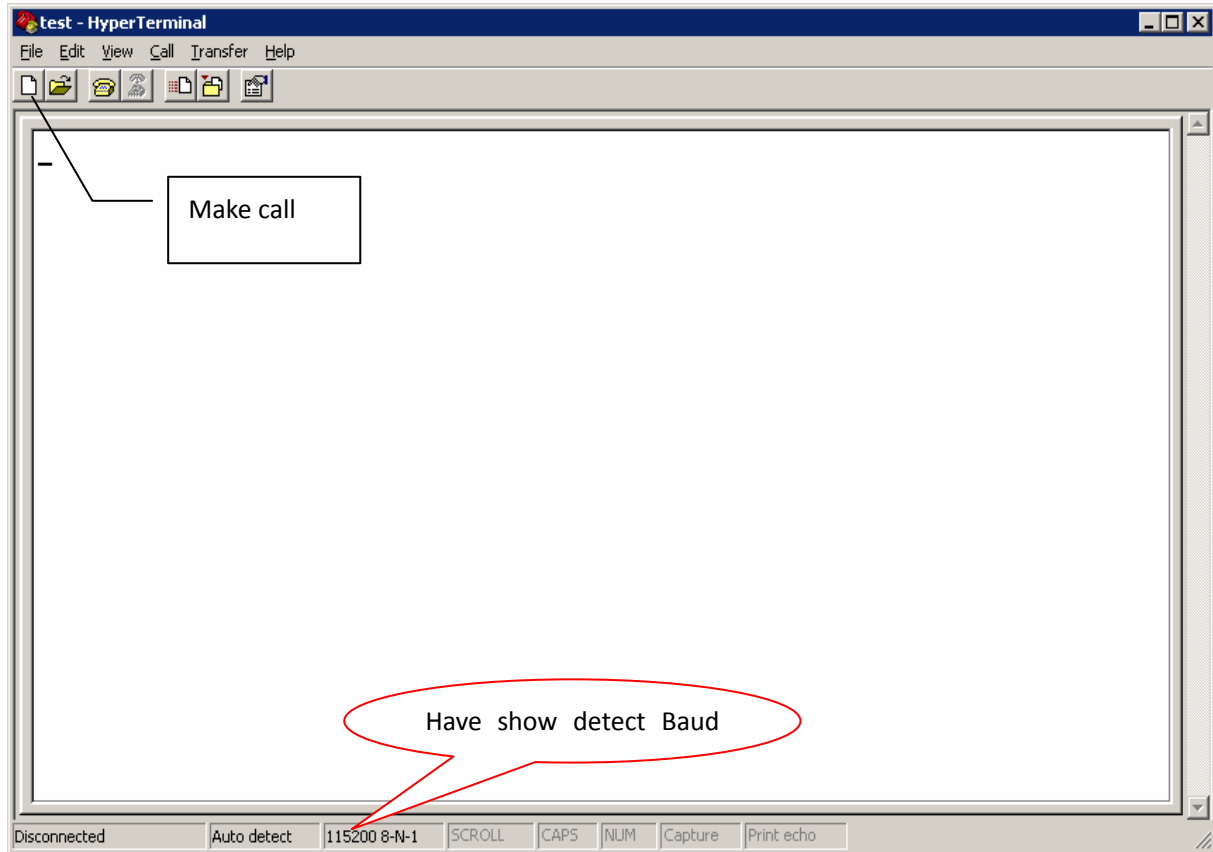 test - HyperTerminal
File Edit View Call Transfer Help
Make call
Have show detect Baud
Disconnected Auto detect 115200 8-N-1 SCROLL CAPS NUM Capture Print echo